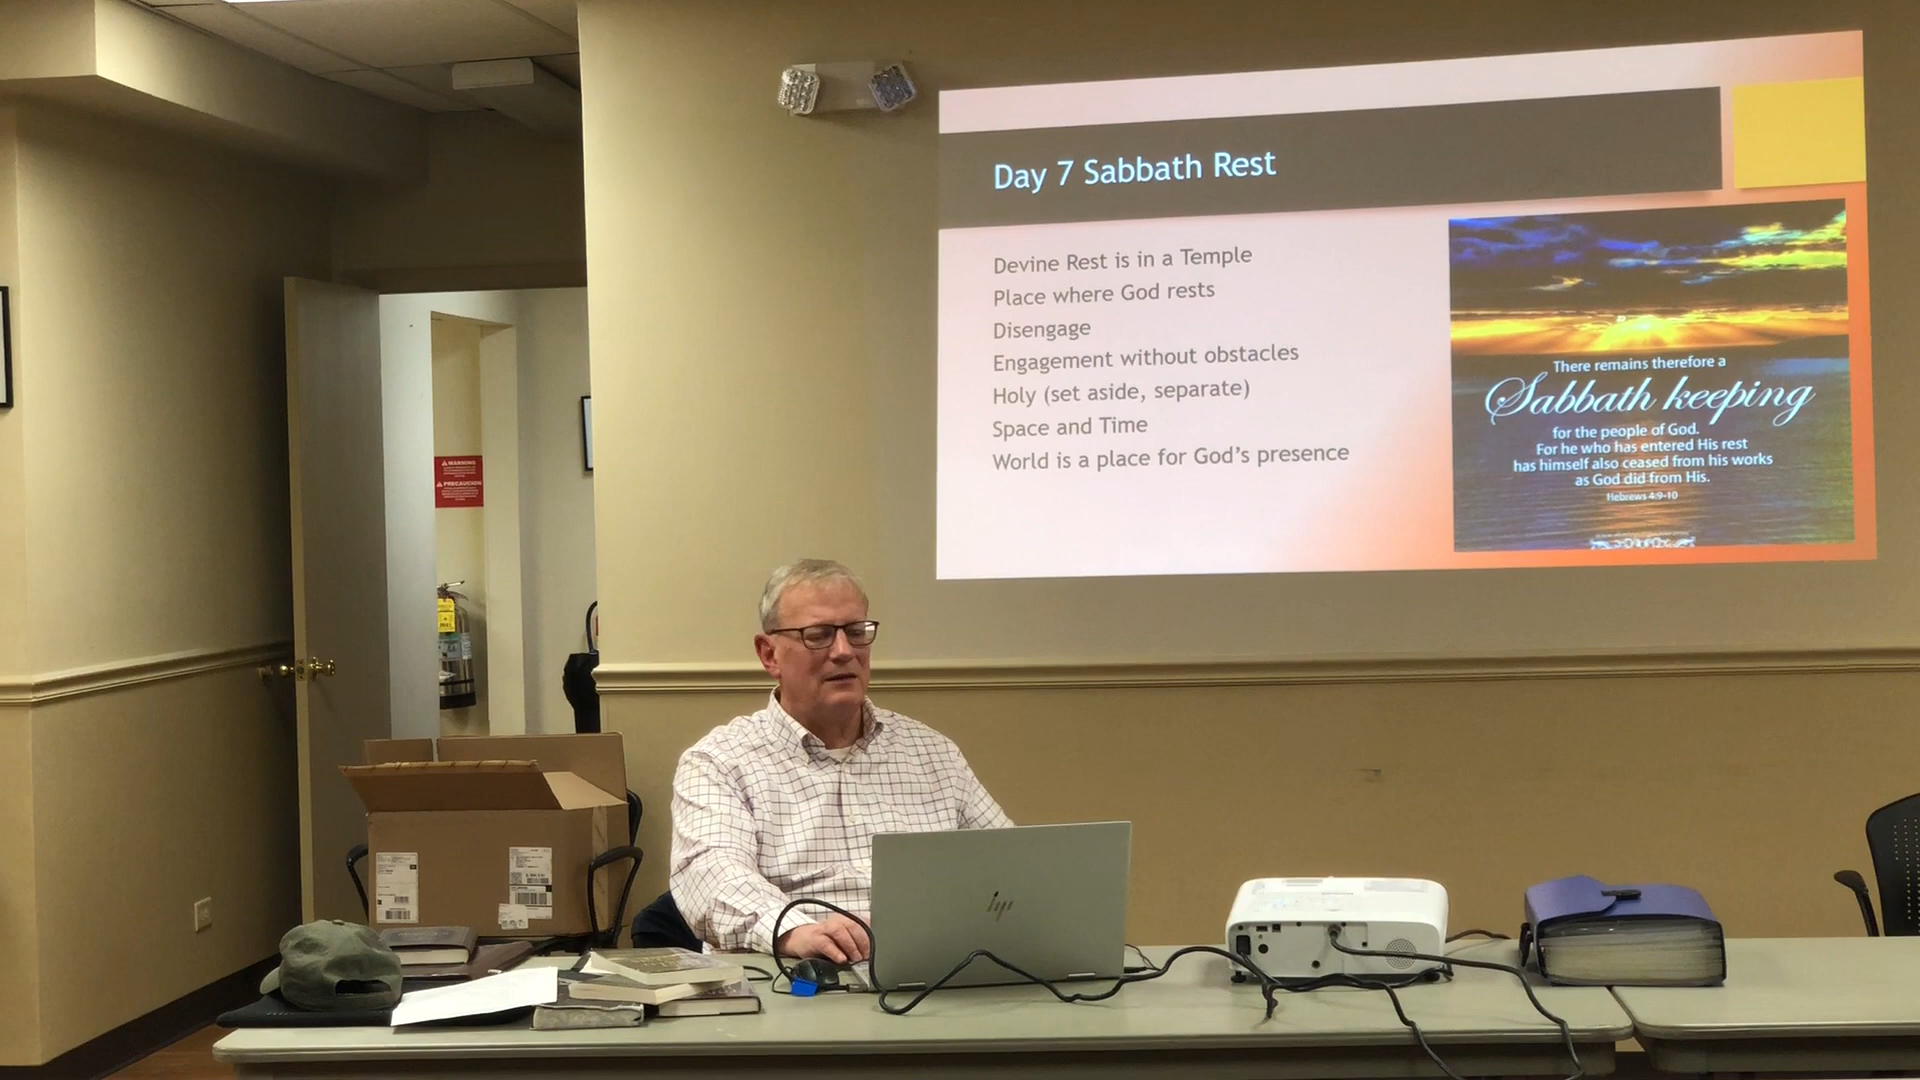 Day 7 Sabbath Rest
Devine Rest is in a Temple
Place where God rests
Disengage
Engagement without obstacles
Holy (set aside, separate)
Space and Time
World is a place for God's presence
There remains therefore a
Sabbath keeping
for the people of God.
For he who has entered His rest
has himself also ceased from his works
as God did from His.
Hebrews 4:9-10
WARNING
PRECAUCION
hp